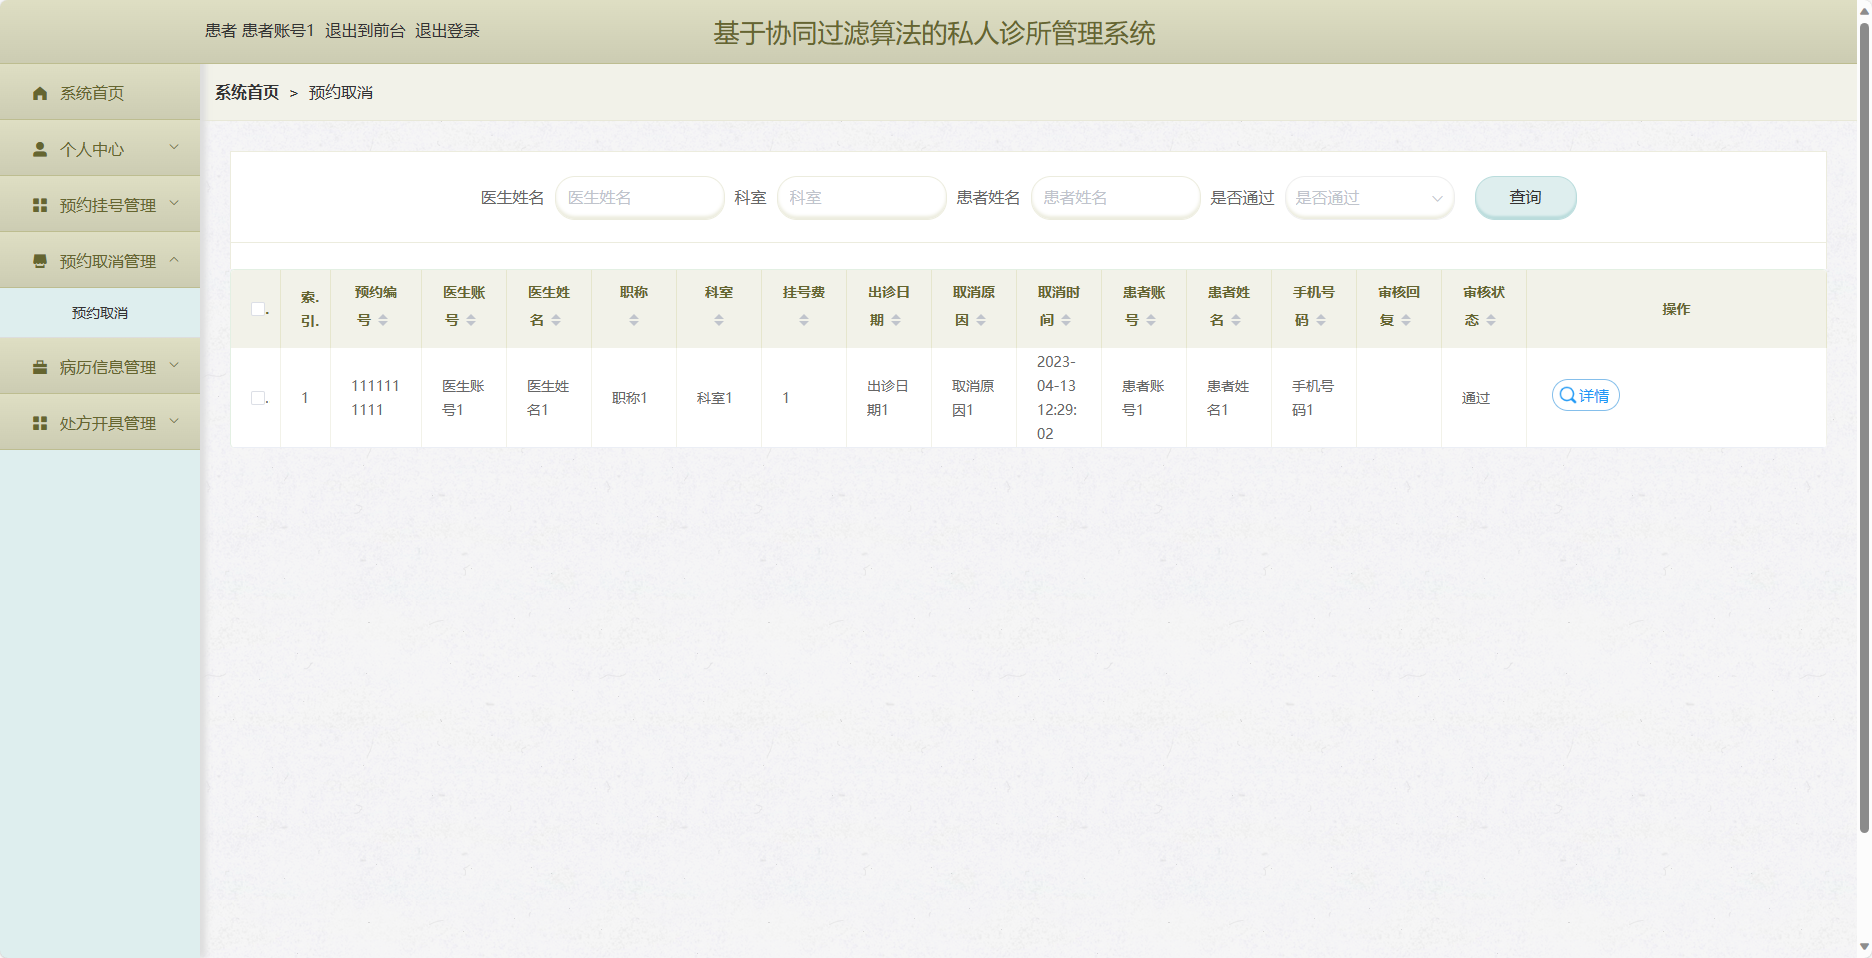 患者 患者账号1 退出到前台 退出登录
基于协同过滤算法的私人诊所管理系统
系统首页
个人中心
预约挂号管理
预约取消管理
预约取消
病历信息管理
处方开具管理
系统首页 > 预约取消
医生姓名 医生姓名 科室 科室 患者姓名 患者姓名 是否通过 是否通过 查询
索.
引.
预约编
号
医生账
号
医生姓
名
职称
科室
挂号费
出诊日
期
取消原
因
取消时
间
患者账
号
患者姓
名
手机号
码
审核回
复
审核状
态
操作
1
111111
1111
医生账
号1
医生姓
名1
职称1
科室1
1
出诊日
期1
取消原
因1
2023-
04-13
12:29:
02
患者账
号1
患者姓
名1
手机号
码1
通过
详情